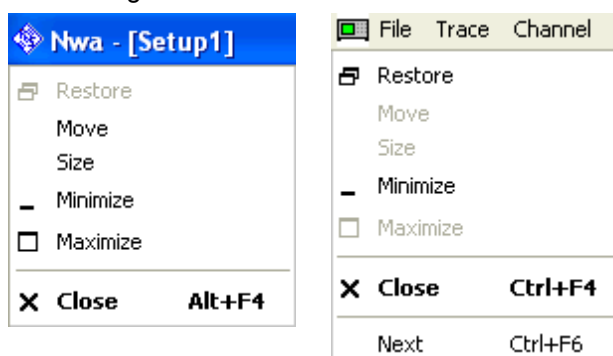 Nwa - [Setup1]
Restore
Move
Size
Minimize
Maximize
Close Alt+F4
File Trace Channel
Restore
Move
Size
Minimize
Maximize
Close Ctrl+F4
Next Ctrl+F6